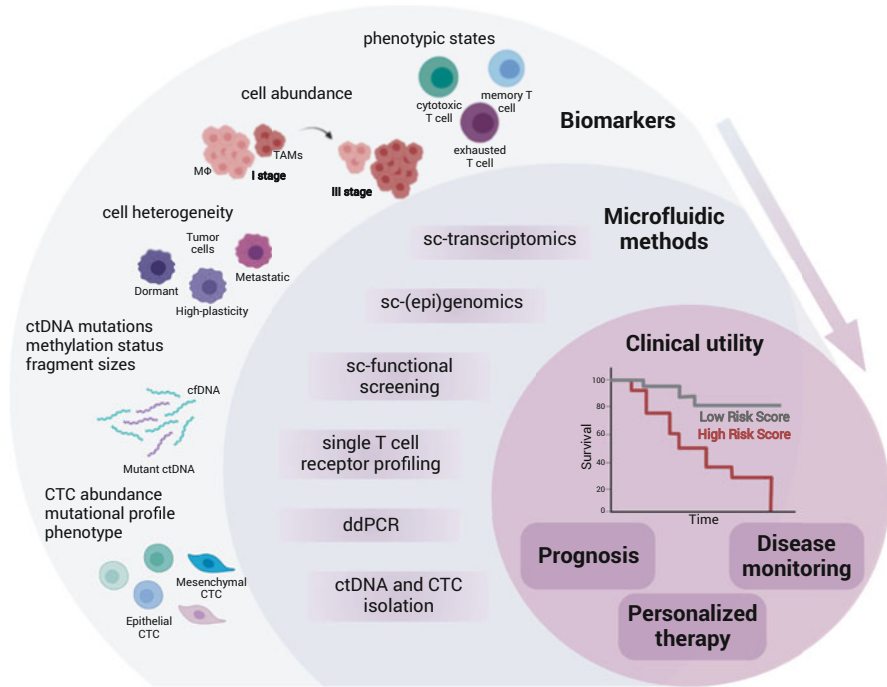 phenotypic states
cytotoxic
T cell
memory T
cell
exhausted
T cell
cell abundance
MΦ
TAMs
I stage
III stage
Biomarkers
cell heterogeneity
Tumor
cells
Dormant
High-plasticity
Metastatic
ctDNA mutations
methylation status
fragment sizes
cfDNA
Mutant ctDNA
CTC abundance
mutational profile
phenotype
Mesenchymal
CTC
Epithelial
CTC
Microfluidic
methods
sc-transcriptomics
sc-(epi)genomics
sc-functional
screening
single T cell
receptor profiling
ddPCR
ctDNA and CTC
isolation
Clinical utility
Survival
100
80
60
40
20
0
Low Risk Score
High Risk Score
Time
Prognosis
Disease
monitoring
Personalized
therapy